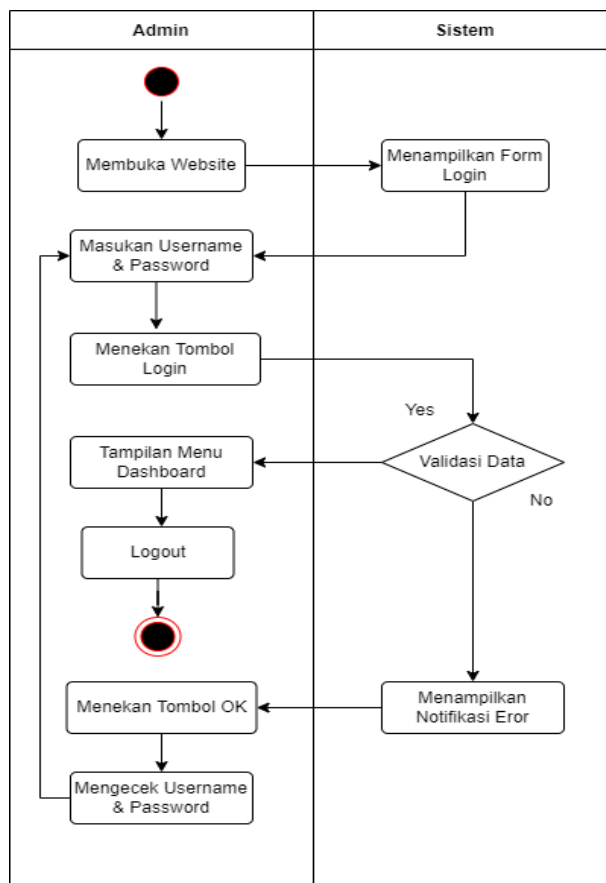 Admin
Sistem
Membuka Website
Menampilkan Form
Login
Masukan Username
& Password
Menekan Tombol
Login
Yes
Validasi Data
Tampilan Menu
Dashboard
No
Logout
Menekan Tombol OK
Menampilkan
Notifikasi Eror
Mengecek Username
& Password